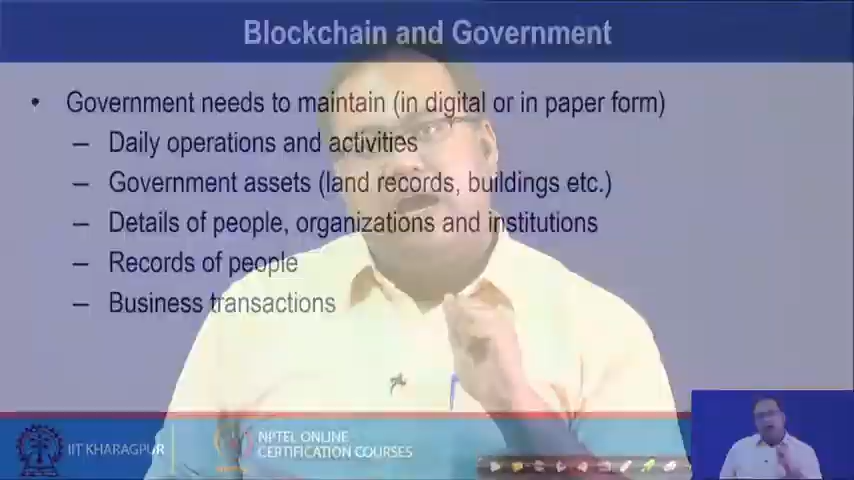 Blockchain and Government
• Government needs to maintain (in digital or in paper form)
– Daily operations and activities
– Government assets (land records, buildings etc.)
– Details of people, organizations and institutions
– Records of people
– Business transactions
IIT KHARAGPUR
NPTEL ONLINE
CERTIFICATION COURSES